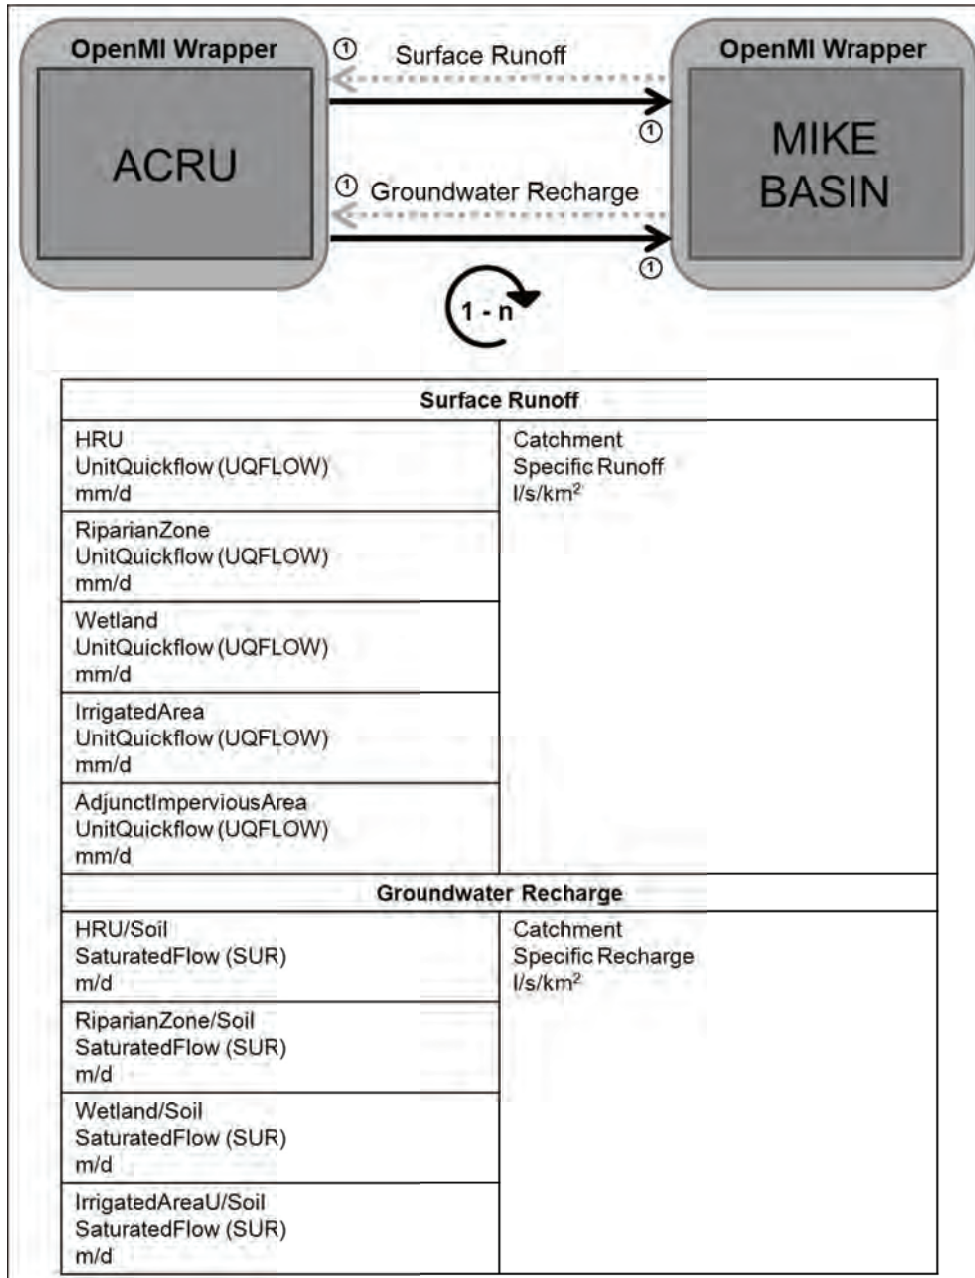 OpenMI Wrapper
ACRU
① Surface Runoff
①
① Groundwater Recharge
①
1 - n
OpenMI Wrapper
MIKE
BASIN
Surface Runoff
HRU
UnitQuickflow (UQFLOW)
mm/d
Catchment
Specific Runoff
l/s/km²
RiparianZone
UnitQuickflow (UQFLOW)
mm/d
Wetland
UnitQuickflow (UQFLOW)
mm/d
IrrigatedArea
UnitQuickflow (UQFLOW)
mm/d
AdjunctImperviousArea
UnitQuickflow (UQFLOW)
mm/d
Groundwater Recharge
HRU/Soil
SaturatedFlow (SUR)
m/d
Catchment
Specific Recharge
l/s/km²
RiparianZone/Soil
SaturatedFlow (SUR)
m/d
Wetland/Soil
SaturatedFlow (SUR)
m/d
IrrigatedAreaU/Soil
SaturatedFlow (SUR)
m/d